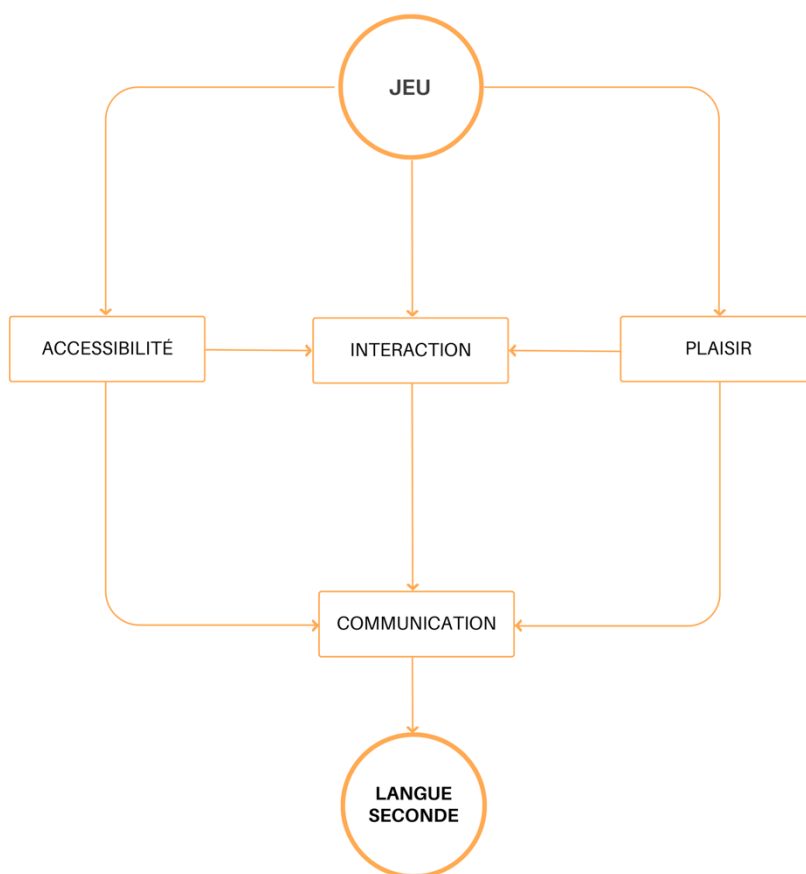 JEU
ACCESSIBILITÉ
INTERACTION
PLAISIR
COMMUNICATION
LANGUE
SECONDE